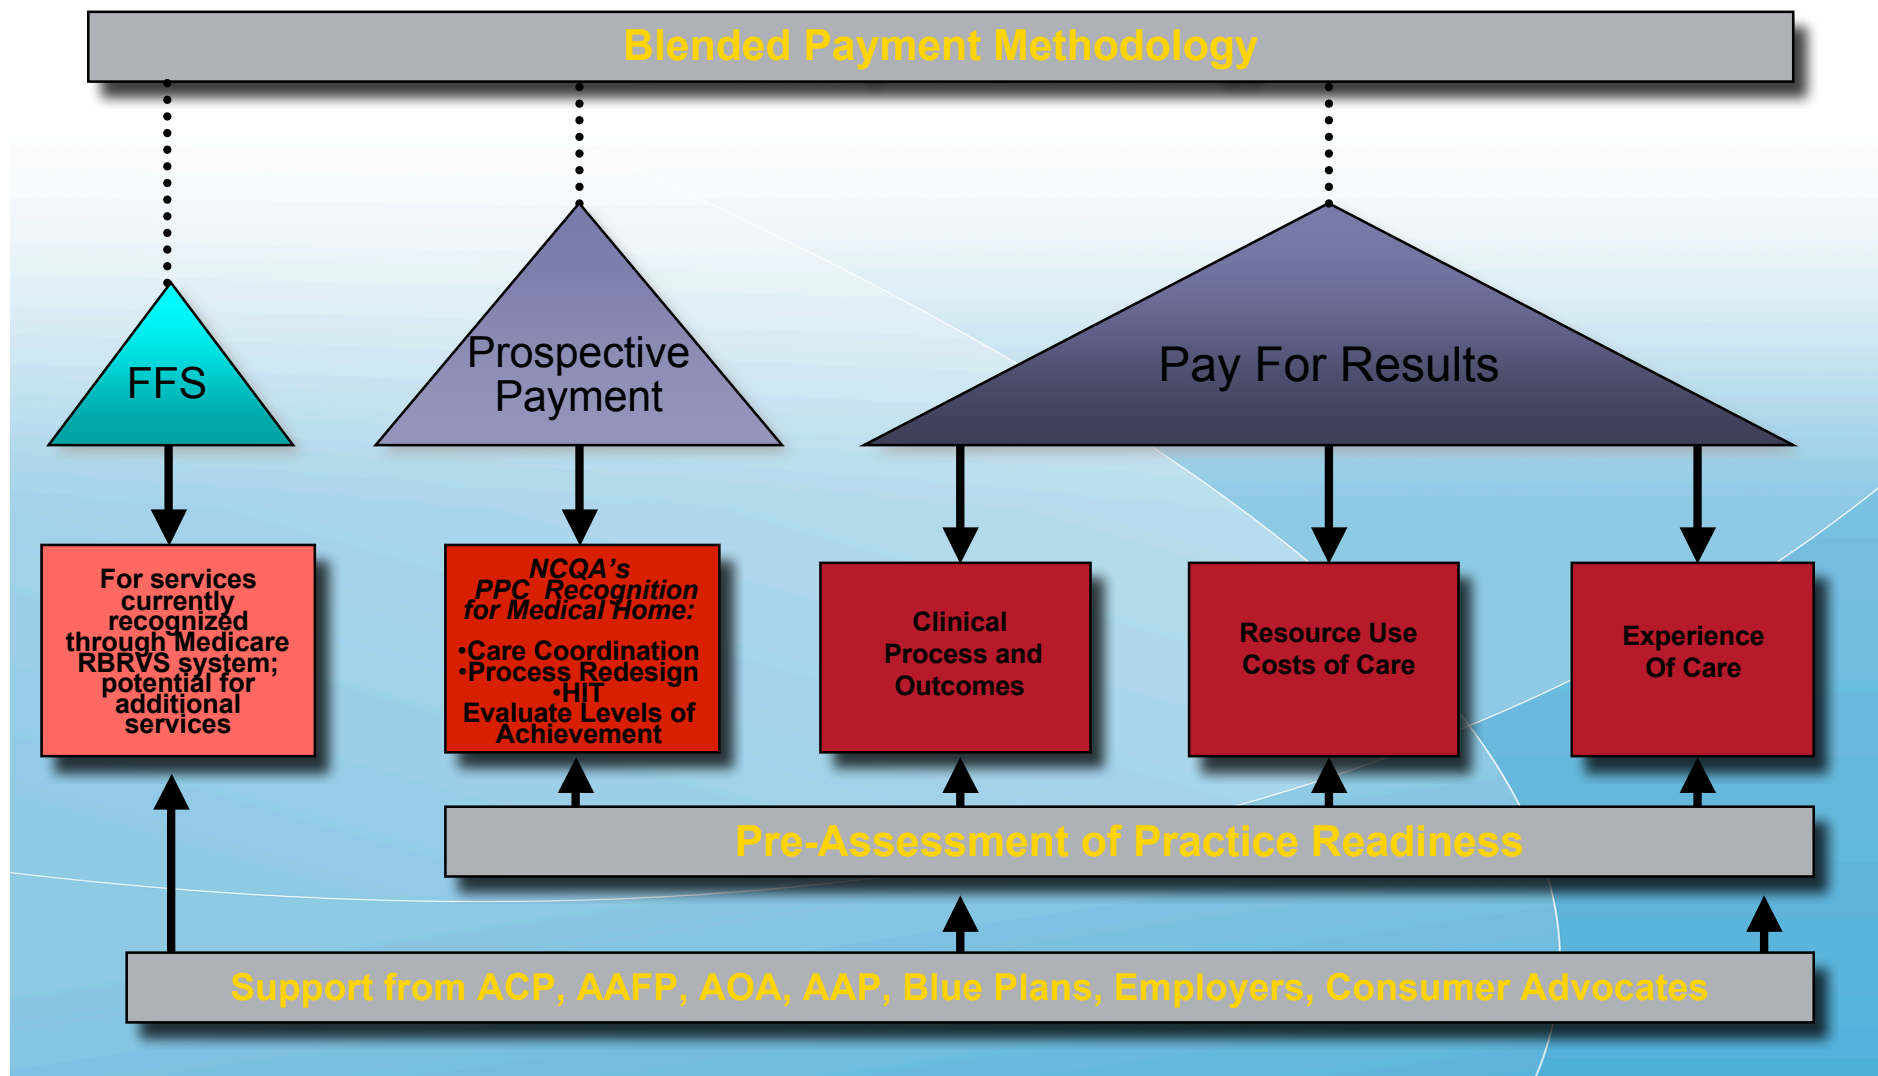 Blended Payment Methodology
FFS
Prospective
Payment
Pay For Results
For services
currently
recognized
through Medicare
RBRVS system;
potential for
additional
services
NCQA's
PPC Recognition
for Medical Home:
•Care Coordination
•Process Redesign
•HIT
Evaluate Levels of
Achievement
Clinical
Process and
Outcomes
Resource Use
Costs of Care
Experience
Of Care
Pre-Assessment of Practice Readiness
Support from ACP, AAFP, AOA, AAP, Blue Plans, Employers, Consumer Advocates